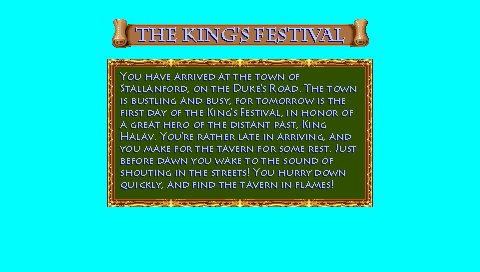 THE KING'S FESTIVAL
YOU HAVE ARRIVED AT THE TOWN OF
STALLANFORD, ON THE DUKE'S ROAD. THE TOWN
IS BUSTLING AND BUSY, FOR TOMORROW IS THE
FIRST DAY OF THE KING'S FESTIVAL, IN HONOR OF
A GREAT HERO OF THE DISTANT PAST, KING
HALAV. YOU'RE RATHER LATE IN ARRIVING, AND
YOU MAKE FOR THE TAVERN FOR SOME REST. JUST
BEFORE DAWN YOU WAKE TO THE SOUND OF
SHOUTING IN THE STREETS! YOU HURRY DOWN
QUICKLY, AND FIND THE TAVERN IN FLAMES!